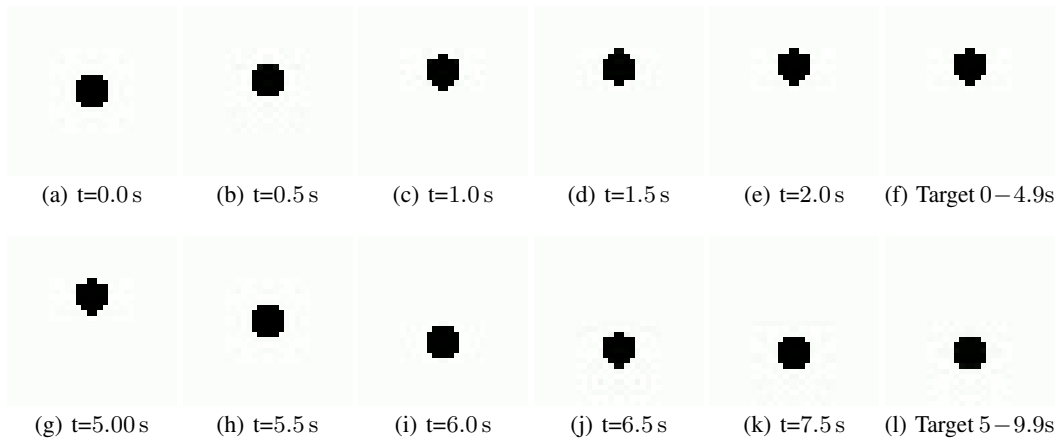 (a) t=0.0 s (b) t=0.5 s (c) t=1.0 s (d) t=1.5 s (e) t=2.0 s (f) Target 0−4.9s
(g) t=5.00 s (h) t=5.5 s (i) t=6.0 s (j) t=6.5 s (k) t=7.5 s (l) Target 5−9.9s